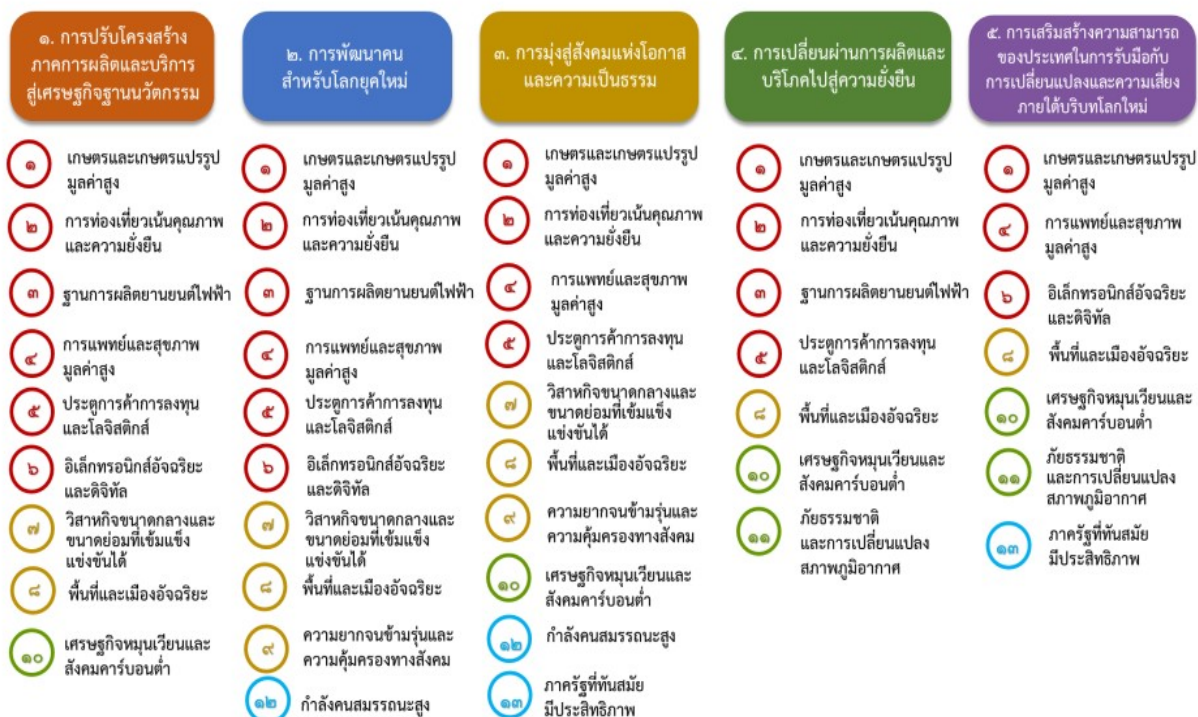 ๑. การปรับโครงสร้าง
ภาคการผลิตและบริการ
สู่เศรษฐกิจฐานนวัตกรรม
๑
เกษตรและเกษตรแปรรูป
มูลค่าสูง
๒
การท่องเที่ยวเน้นคุณภาพ
และความยั่งยืน
๓
ฐานการผลิตยานยนต์ไฟฟ้า
๔
การแพทย์และสุขภาพ
มูลค่าสูง
๕
ประตูการค้าการลงทุน
และโลจิสติกส์
๖
อิเล็กทรอนิกส์อัจฉริยะ
และดิจิทัล
๗
วิสาหกิจขนาดกลางและ
ขนาดย่อมที่เข้มแข็ง
แข่งขันได้
๘
พื้นที่และเมืองอัจฉริยะ
๑๐
เศรษฐกิจหมุนเวียนและ
สังคมคาร์บอนต่ำ
๒. การพัฒนาคน
สำหรับโลกยุคใหม่
๑
เกษตรและเกษตรแปรรูป
มูลค่าสูง
๒
การท่องเที่ยวเน้นคุณภาพ
และความยั่งยืน
๓
ฐานการผลิตยานยนต์ไฟฟ้า
๔
การแพทย์และสุขภาพ
มูลค่าสูง
๕
ประตูการค้าการลงทุน
และโลจิสติกส์
๖
อิเล็กทรอนิกส์อัจฉริยะ
และดิจิทัล
๗
วิสาหกิจขนาดกลางและ
ขนาดย่อมที่เข้มแข็ง
แข่งขันได้
๘
พื้นที่และเมืองอัจฉริยะ
๙
ความยากจนข้ามรุ่นและ
ความคุ้มครองทางสังคม
๑๒
กำลังคนสมรรถนะสูง
๓. การมุ่งสู่สังคมแห่งโอกาส
และความเป็นธรรม
๑
เกษตรและเกษตรแปรรูป
มูลค่าสูง
๒
การท่องเที่ยวเน้นคุณภาพ
และความยั่งยืน
๔
การแพทย์และสุขภาพ
มูลค่าสูง
๕
ประตูการค้าการลงทุน
และโลจิสติกส์
๗
วิสาหกิจขนาดกลางและ
ขนาดย่อมที่เข้มแข็ง
แข่งขันได้
๘
พื้นที่และเมืองอัจฉริยะ
๙
ความยากจนข้ามรุ่นและ
ความคุ้มครองทางสังคม
๑๐
เศรษฐกิจหมุนเวียนและ
สังคมคาร์บอนต่ำ
๑๒
กำลังคนสมรรถนะสูง
๑๓
ภาครัฐที่ทันสมัย
มีประสิทธิภาพ
๔. การเปลี่ยนผ่านการผลิตและ
บริโภคไปสู่ความยั่งยืน
๑
เกษตรและเกษตรแปรรูป
มูลค่าสูง
๒
การท่องเที่ยวเน้นคุณภาพ
และความยั่งยืน
๓
ฐานการผลิตยานยนต์ไฟฟ้า
๕
ประตูการค้าการลงทุน
และโลจิสติกส์
๘
พื้นที่และเมืองอัจฉริยะ
๑๐
เศรษฐกิจหมุนเวียนและ
สังคมคาร์บอนต่ำ
๑๑
ภัยธรรมชาติ
และการเปลี่ยนแปลง
สภาพภูมิอากาศ
๕. การเสริมสร้างความสามารถ
ของประเทศในการรับมือกับ
การเปลี่ยนแปลงและความเสี่ยง
ภายใต้บริบทโลกใหม่
๑
เกษตรและเกษตรแปรรูป
มูลค่าสูง
๔
การแพทย์และสุขภาพ
มูลค่าสูง
๖
อิเล็กทรอนิกส์อัจฉริยะ
และดิจิทัล
๘
พื้นที่และเมืองอัจฉริยะ
๑๐
เศรษฐกิจหมุนเวียนและ
สังคมคาร์บอนต่ำ
๑๑
ภัยธรรมชาติ
และการเปลี่ยนแปลง
สภาพภูมิอากาศ
๑๓
ภาครัฐที่ทันสมัย
มีประสิทธิภาพ